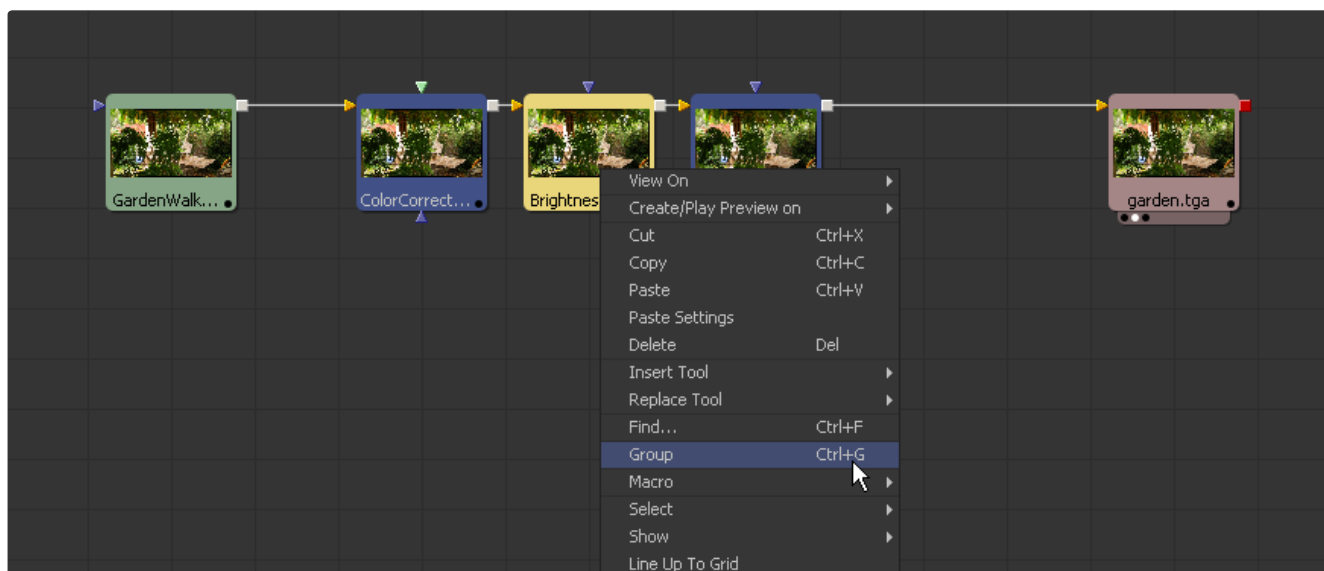 GardenWalk... ColorCorrect... Brightnes garden.tga
View On
Create/Play Preview on
Cut Ctrl+X
Copy Ctrl+C
Paste Ctrl+V
Paste Settings
Delete Del
Insert Tool
Replace Tool
Find... Ctrl+F
Group Ctrl+G
Macro
Select
Show
Line Up To Grid